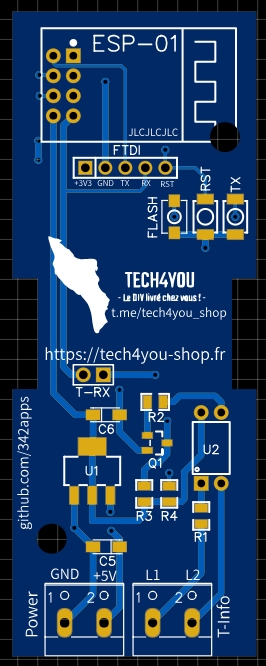 ESP-01
JLCJLCJLC
FTDI
+3V3 GND TX RX RST
FLASH
RST
TX
TECH4YOU
- Le DIV livré chez vous ! -
t.me/tech4you_shop
https://tech4you-shop.fr
T-RX
R2
C6
U2
Q1
U1
github.com/342apps
R3 R4
R1
C5
GND +5V
L1 L2
1 2
1 2
Power
T-Info